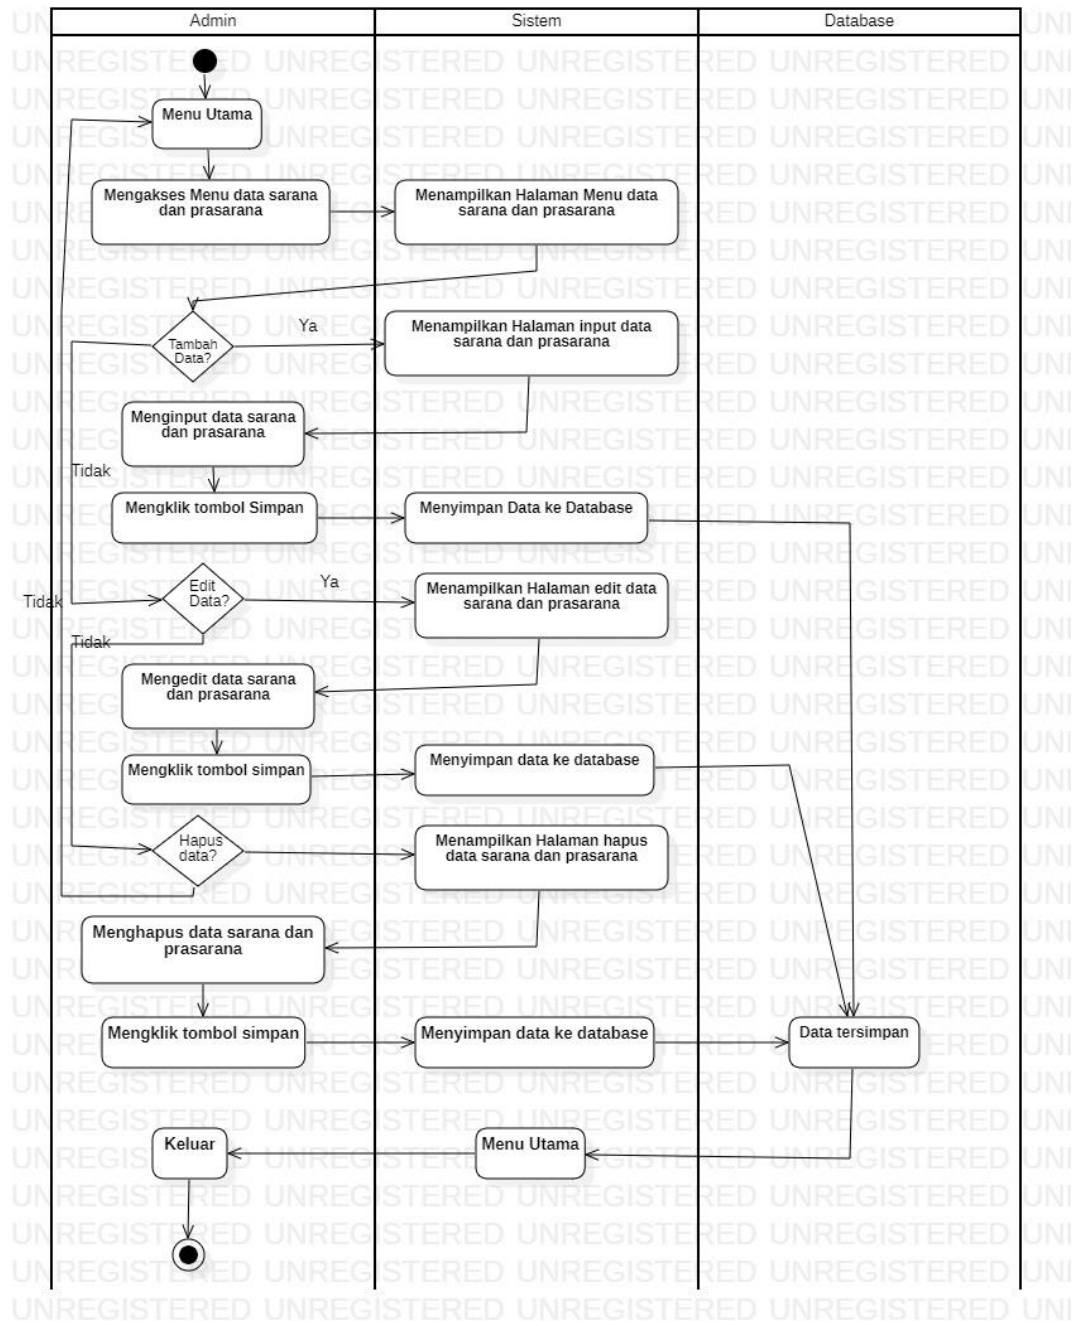 Admin
Sistem
Database
Menu Utama
Mengakses Menu data sarana
dan prasarana
Menampilkan Halaman Menu data
sarana dan prasarana
Tambah
Data?
Ya
Menampilkan Halaman input data
sarana dan prasarana
Menginput data sarana
dan prasarana
Tidak
Mengklik tombol Simpan
Menyimpan Data ke Database
Edit
Data?
Ya
Menampilkan Halaman edit data
sarana dan prasarana
Tidak
Tidak
Mengedit data sarana
dan prasarana
Mengklik tombol simpan
Menyimpan data ke database
Hapus
data?
Menampilkan Halaman hapus
data sarana dan prasarana
Menghapus data sarana dan
prasarana
Mengklik tombol simpan
Menyimpan data ke database
Data tersimpan
Keluar
Menu Utama
UNREGISTERED